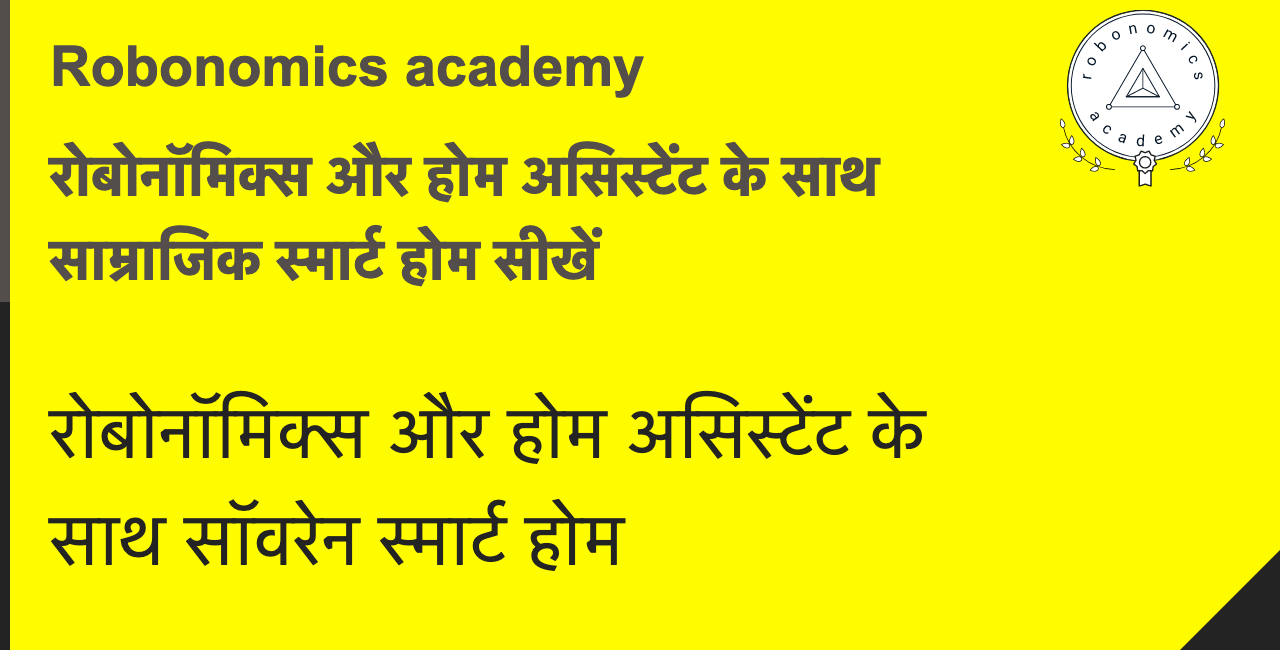 Robonomics academy
रोबोनॉमिक्स और होम असिस्टेंट के साथ
साम्राजिक स्मार्ट होम सीखें
रोबोनॉमिक्स और होम असिस्टेंट के
साथ सॉवरेन स्मार्ट होम
robonomics
academy